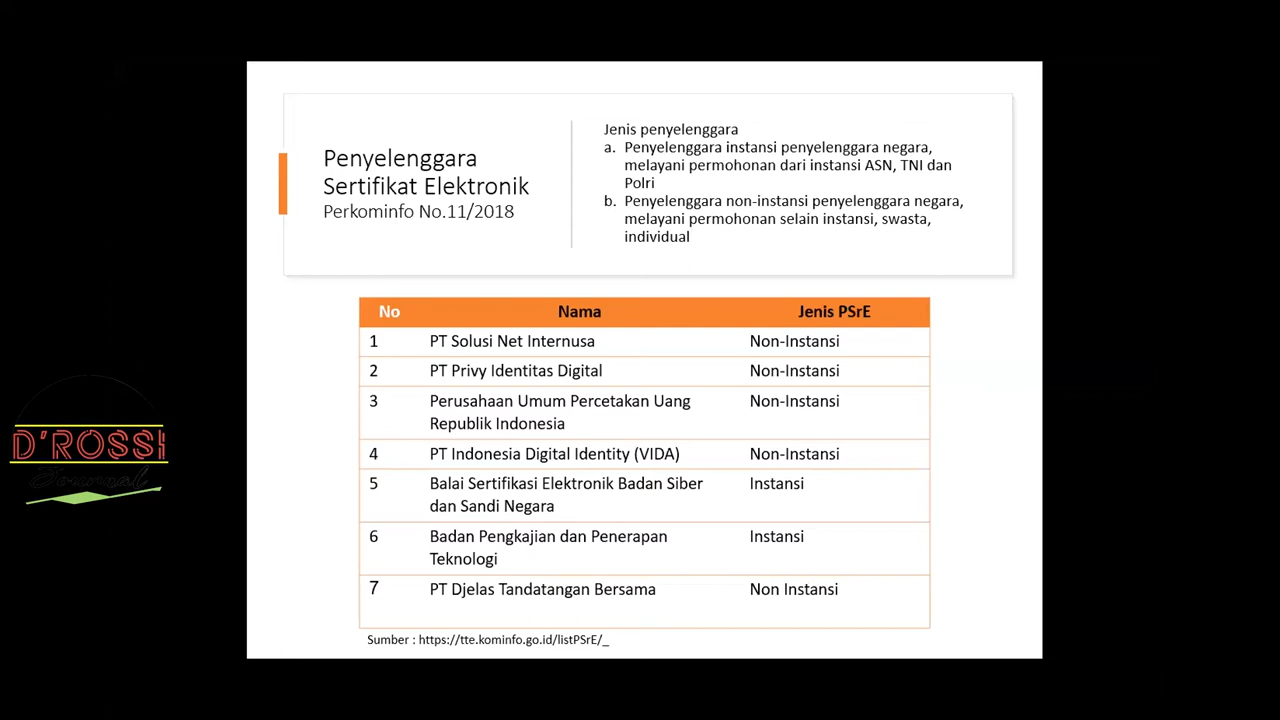 Penyelenggara
Sertifikat Elektronik
Perkominfo No.11/2018
Jenis penyelenggara
a. Penyelenggara instansi penyelenggara negara,
melayani permohonan dari instansi ASN, TNI dan
Polri
b. Penyelenggara non-instansi penyelenggara negara,
melayani permohonan selain instansi, swasta,
individual
No Nama Jenis PSrE
1 PT Solusi Net Internusa Non-Instansi
2 PT Privy Identitas Digital Non-Instansi
3 Perusahaan Umum Percetakan Uang Non-Instansi
Republik Indonesia
4 PT Indonesia Digital Identity (VIDA) Non-Instansi
5 Balai Sertifikasi Elektronik Badan Siber Instansi
dan Sandi Negara
6 Badan Pengkajian dan Penerapan Instansi
Teknologi
7 PT Djelas Tandatangan Bersama Non Instansi
Sumber : https://tte.kominfo.go.id/listPSrE/_
D'ROSSI
Journal